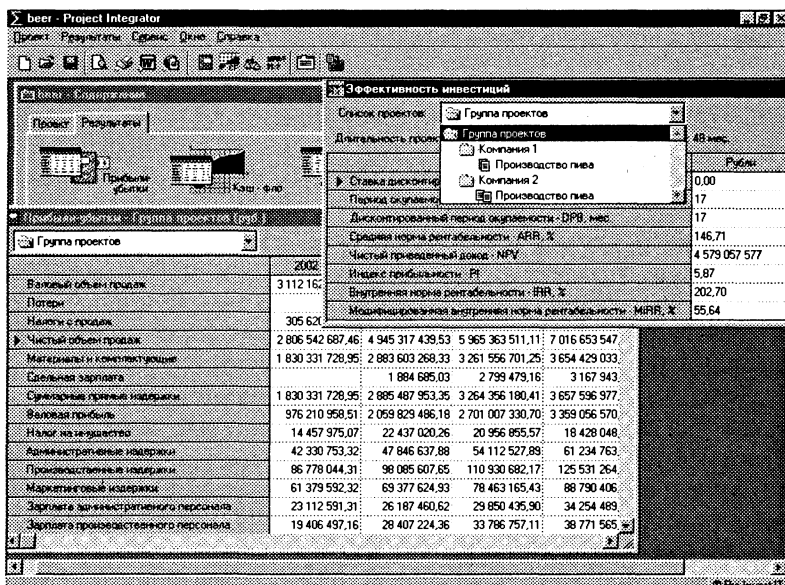 beer - Project Integrator
Проект Результаты Сервис Окно Справка
beer - Содержание
Проект Результаты
Прибыли-убытки
Кэш - фло
Эффективность инвестиций
Список проектов: Группа проектов
Группа проектов
Компания 1
Производство пива
Компания 2
Производство пива
Длительность 48 мес.
Рубли
Ставка дисконтир 0,00
Период окупаемо 17
Дисконтированный период окупаемости - DPB, мес. 17
Средняя норма рентабельности - ARR, % 146,71
Чистый приведенный доход - NPV 4 579 057 577
Индекс прибыльности - PI 5,87
Внутренняя норма рентабельности - IRR, % 202,70
Модифицированная внутренняя норма рентабельности - MIRR, % 55,64
Прибыли-убытки - Группа проектов
Группа проектов
2002
Валовый объем продаж 3 112 162
Потери
Налоги с продаж 305 620
Чистый объем продаж 2 806 542 687,46 4 945 317 439,53 5 965 363 511,11 7 016 653 547,
Материалы и комплектующие 1 830 331 728,95 2 883 603 268,33 3 261 556 701,25 3 654 429 033,
Сдельная зарплата 1 884 685,03 2 799 479,16 3 167 943,
Суммарные прямые издержки 1 830 331 728,95 2 885 487 953,35 3 264 356 180,41 3 657 596 977,
Валовая прибыль 976 210 958,51 2 059 829 486,18 2 701 007 330,70 3 359 056 570,
Налог на имущество 14 457 975,07 22 437 020,26 20 956 855,57 18 428 048,
Административные издержки 42 330 753,32 47 846 637,88 54 112 527,89 61 234 763,
Производственные издержки 86 778 044,31 98 085 607,65 110 930 682,17 125 531 264,
Маркетинговые издержки 61 379 592,32 69 377 624,93 78 463 165,43 88 790 406,
Зарплата административного персонала 23 112 591,31 26 187 460,62 29 850 435,90 34 254 489,
Зарплата производственного персонала 19 406 497,16 28 407 224,36 33 786 757,11 38 771 565,